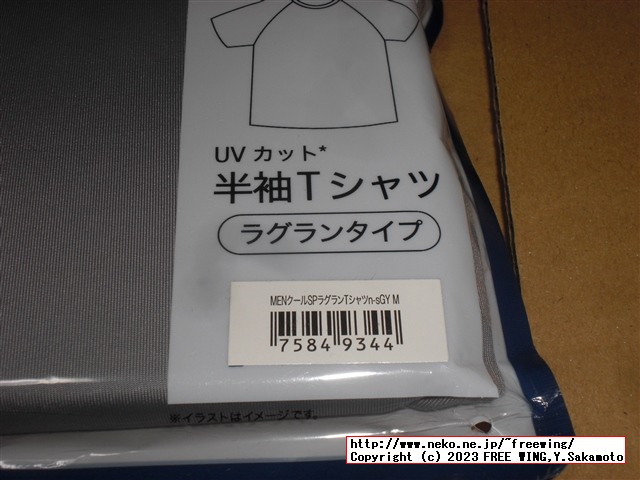 UV カット*
半袖Tシャツ
ラグランタイプ
MENクールSPラグランTシャツn-sGY M
7584 9344
※イラストはイメージです。
http://www.neko.ne.jp/~freewing/
Copyright (c) 2023 FREE WING,Y.Sakamoto